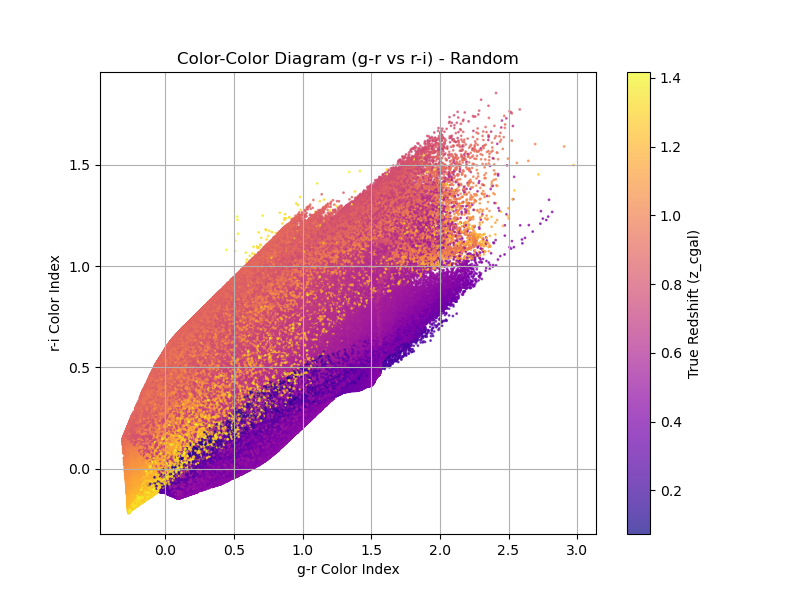 Color-Color Diagram (g-r vs r-i) - Random
r-i Color Index
1.5
1.0
0.5
0.0
0.0 0.5 1.0 1.5 2.0 2.5 3.0
g-r Color Index
1.4
1.2
1.0
0.8
0.6
0.4
0.2
True Redshift (z_cgal)